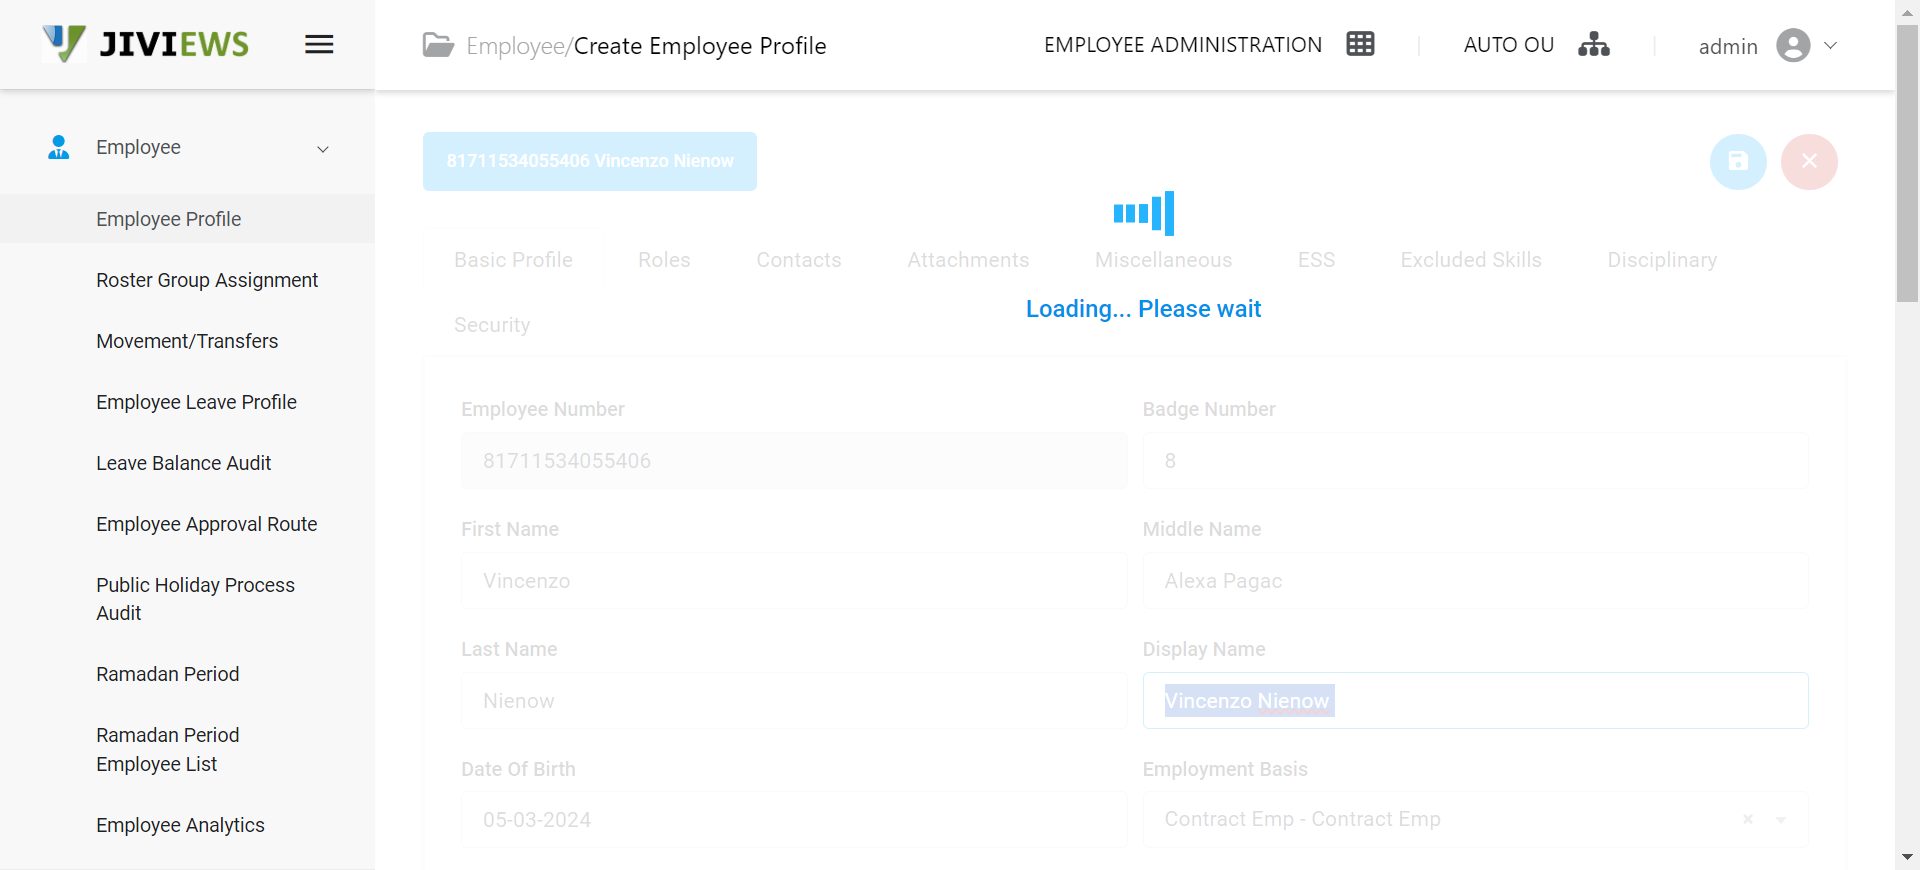 JIVIEWS
Employee/Create Employee Profile
EMPLOYEE ADMINISTRATION
AUTO OU
admin
Employee
Employee Profile
Roster Group Assignment
Movement/Transfers
Employee Leave Profile
Leave Balance Audit
Employee Approval Route
Public Holiday Process
Audit
Ramadan Period
Ramadan Period
Employee List
Employee Analytics
81711534055406 Vincenzo Nienow
Basic Profile
Roles
Contacts
Attachments
Miscellaneous
ESS
Excluded Skills
Disciplinary
Security
Loading... Please wait
Employee Number
Badge Number
81711534055406
8
First Name
Middle Name
Vincenzo
Alexa Pagac
Last Name
Display Name
Nienow
Vincenzo Nienow
Date Of Birth
Employment Basis
05-03-2024
Contract Emp - Contract Emp